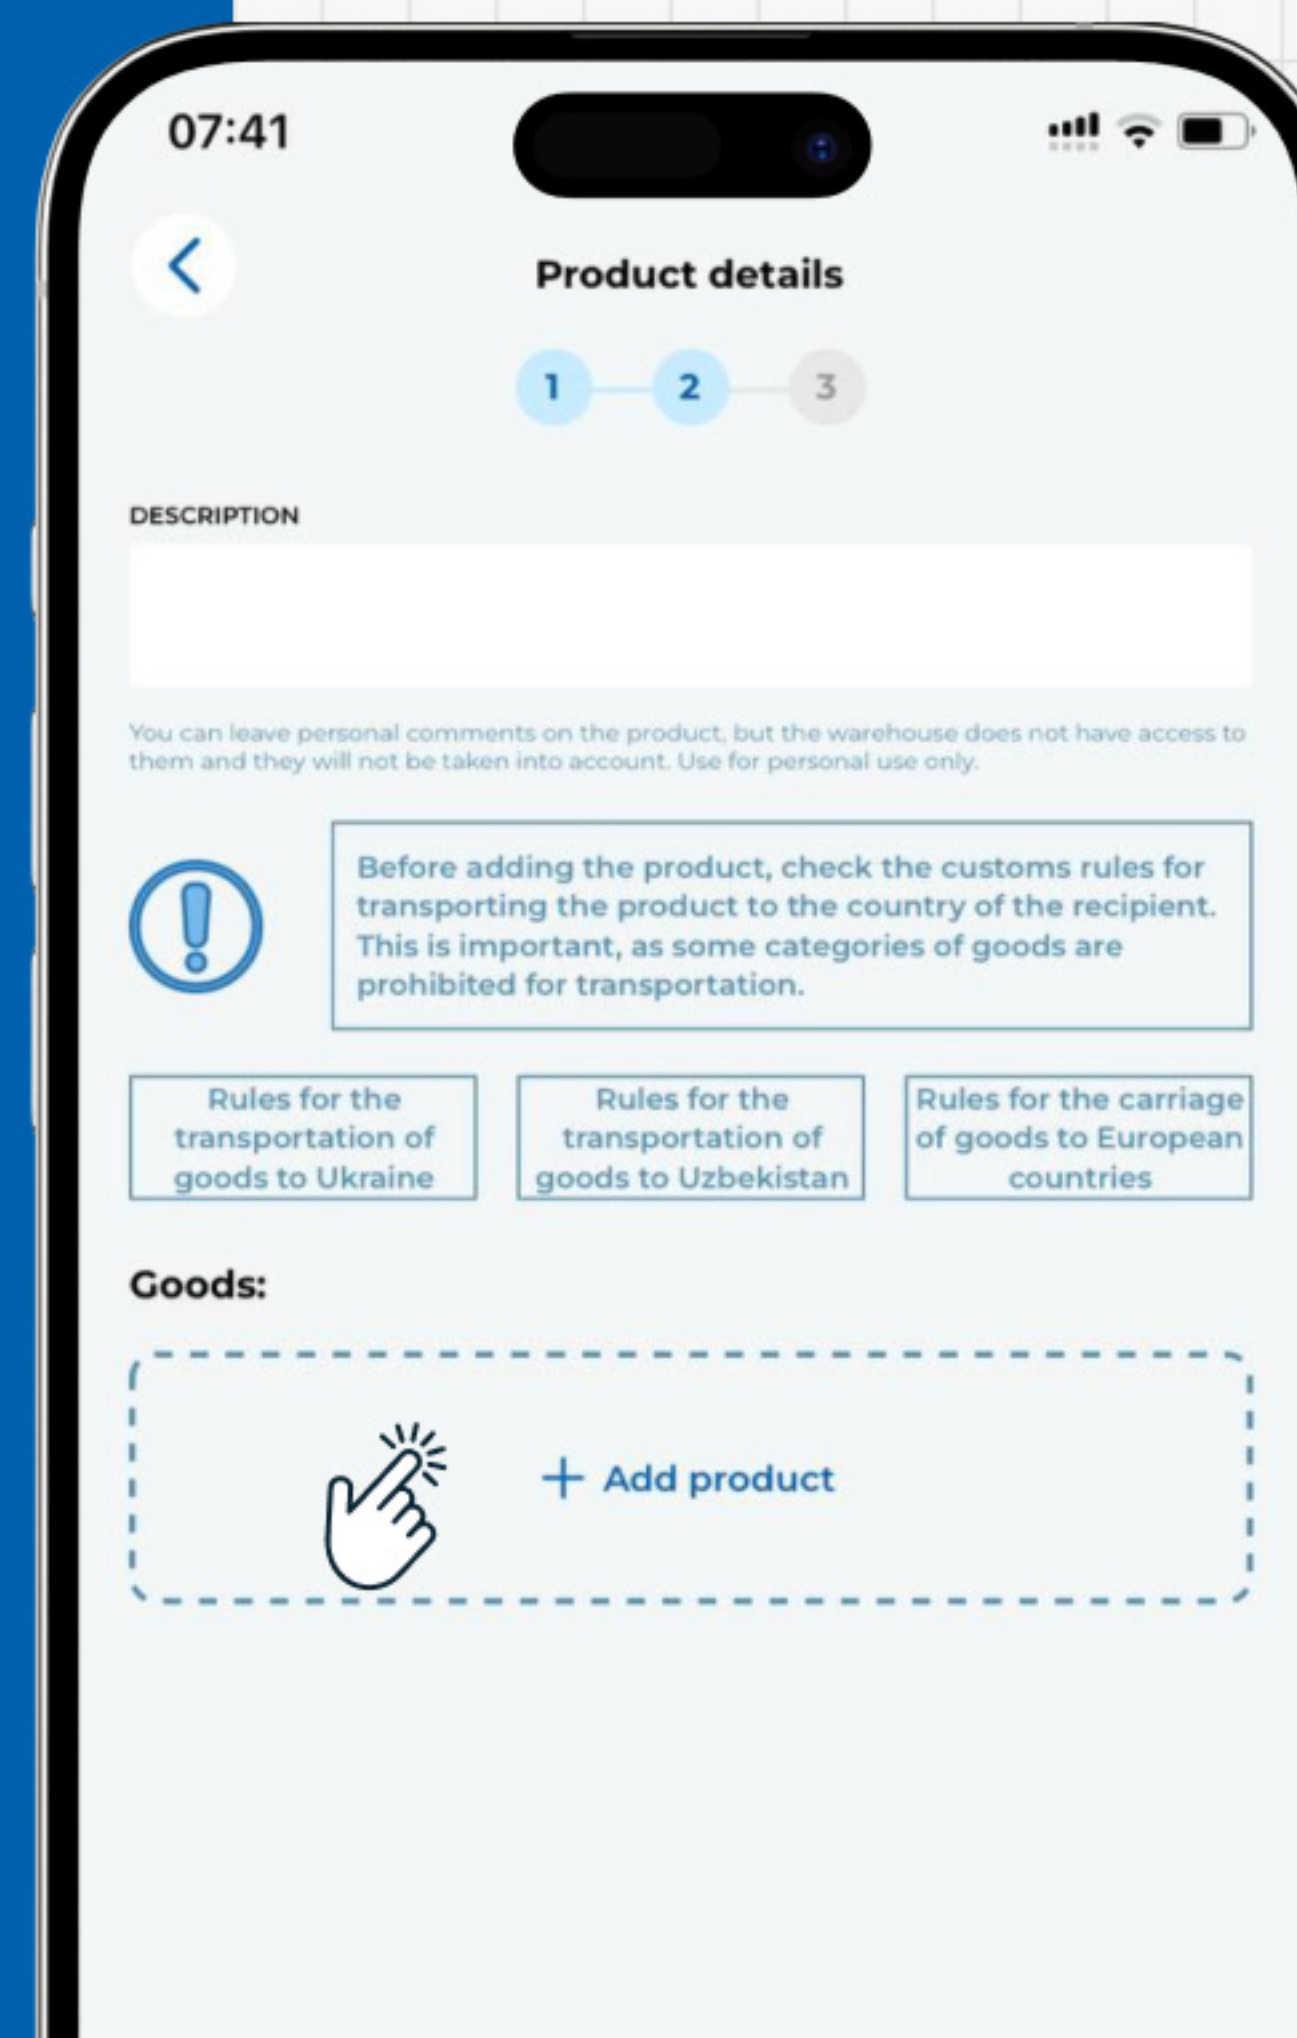 07:41
Product details
1 2 3
DESCRIPTION
You can leave personal comments on the product, but the warehouse does not have access to
them and they will not be taken into account. Use for personal use only.
Before adding the product, check the customs rules for
transporting the product to the country of the recipient.
This is important, as some categories of goods are
prohibited for transportation.
Rules for the
transportation of
goods to Ukraine
Rules for the
transportation of
goods to Uzbekistan
Rules for the carriage
of goods to European
countries
Goods:
+ Add product